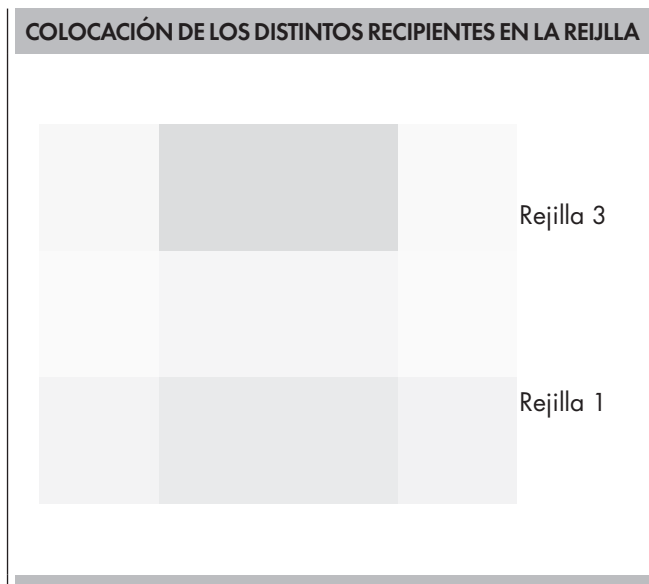 COLOCACIÓN DE LOS DISTINTOS RECIPIENTES EN LA REIJLLA
Rejilla 3
Rejilla 1